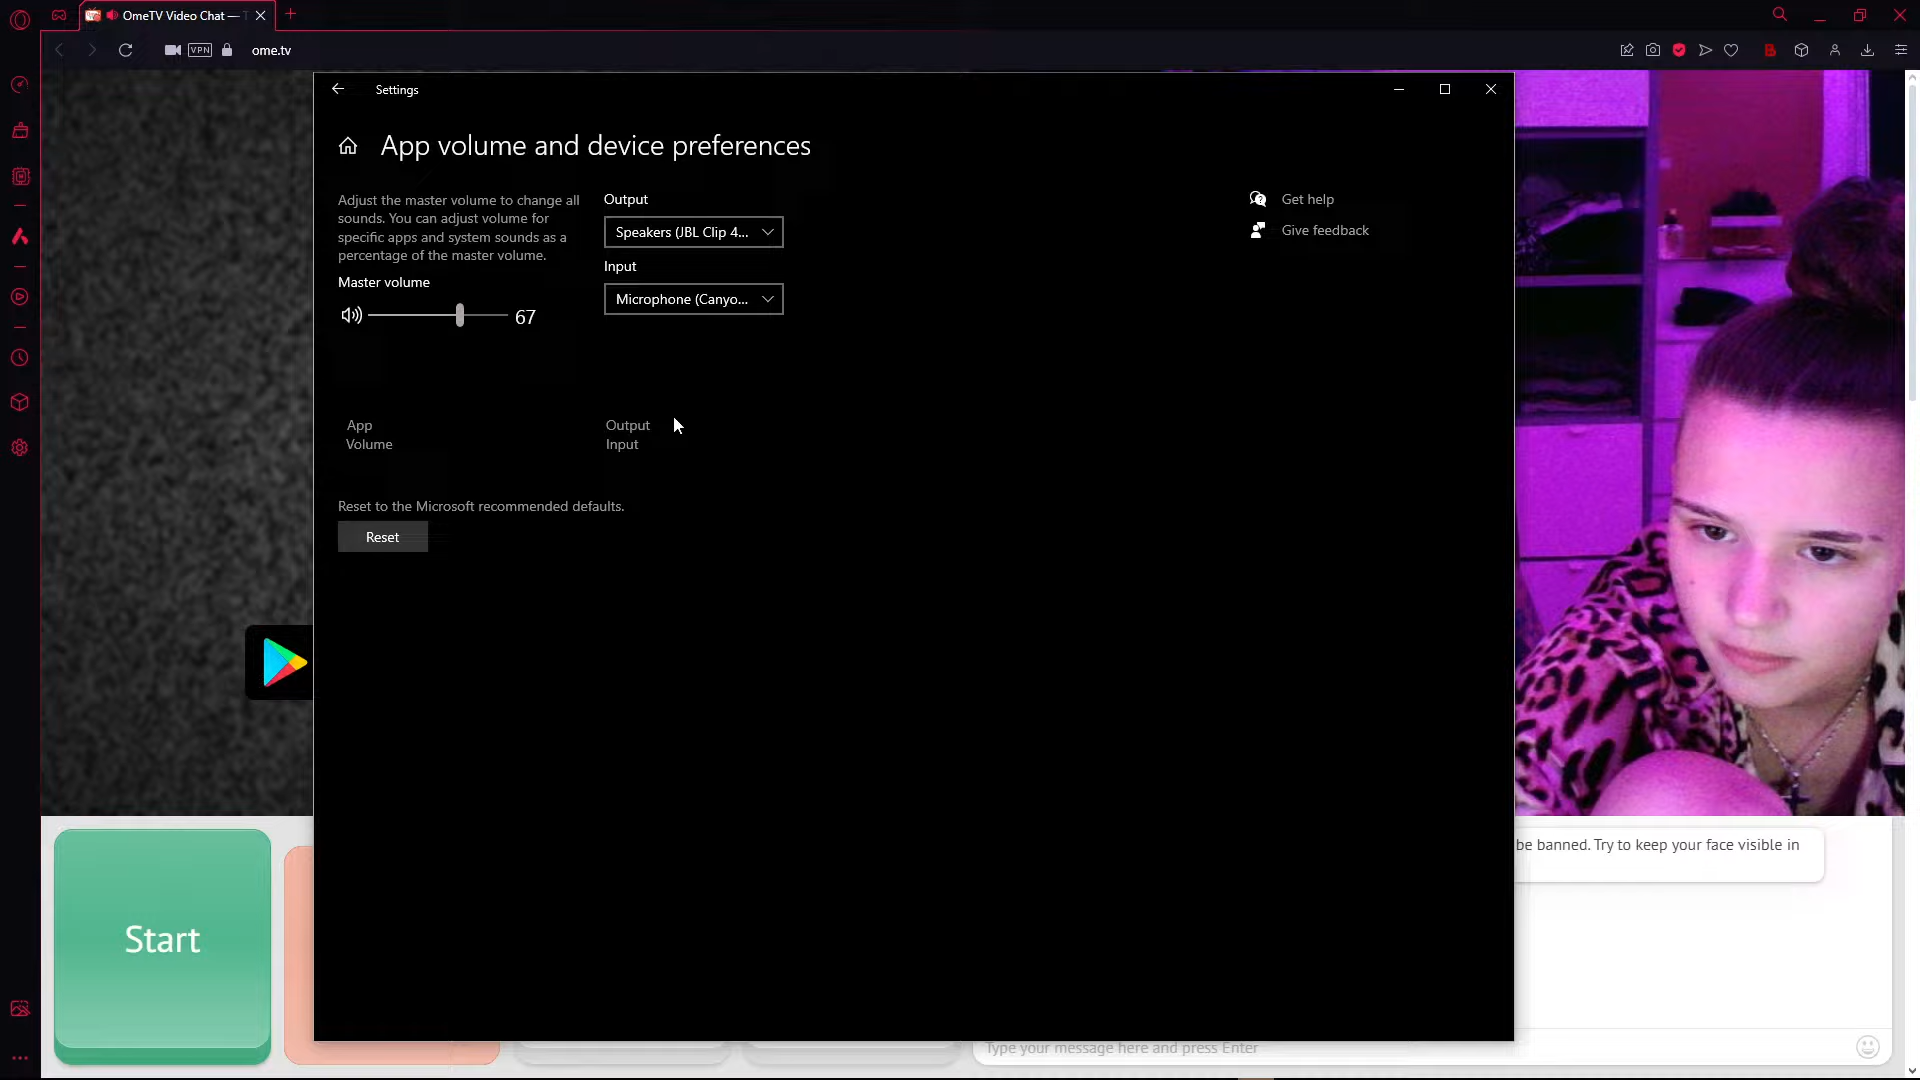 OmeTV Video Chat —
VPN
ome.tv
Settings
App volume and device preferences
Adjust the master volume to change all
sounds. You can adjust volume for
specific apps and system sounds as a
percentage of the master volume.
Master volume
67
Output
Speakers (JBL Clip 4...
Input
Microphone (Canyo...
Get help
Give feedback
App
Volume
Output
Input
Reset to the Microsoft recommended defaults.
Reset
be banned. Try to keep your face visible in
Start
Type your message here and press Enter